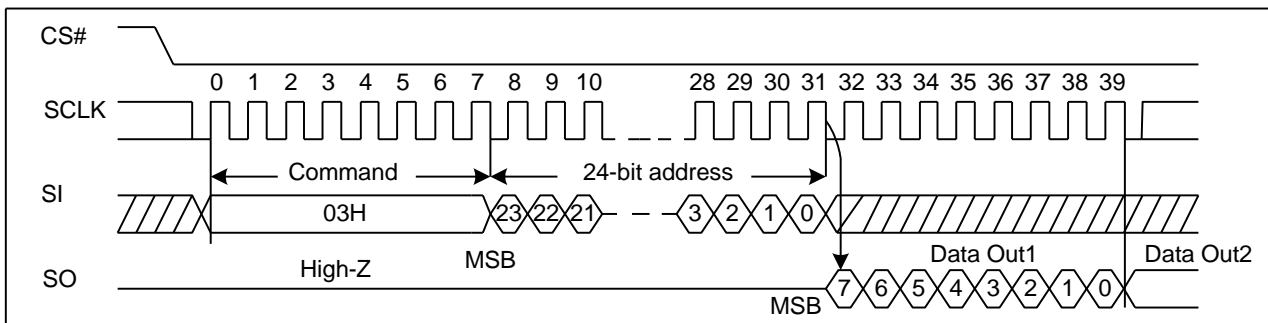 CS#
0 1 2 3 4 5 6 7 8 9 10 28 29 30 31 32 33 34 35 36 37 38 39
SCLK
Command 24-bit address
SI
03H 23 22 21 3 2 1 0
High-Z MSB Data Out1 Data Out2
SO
MSB 7 6 5 4 3 2 1 0